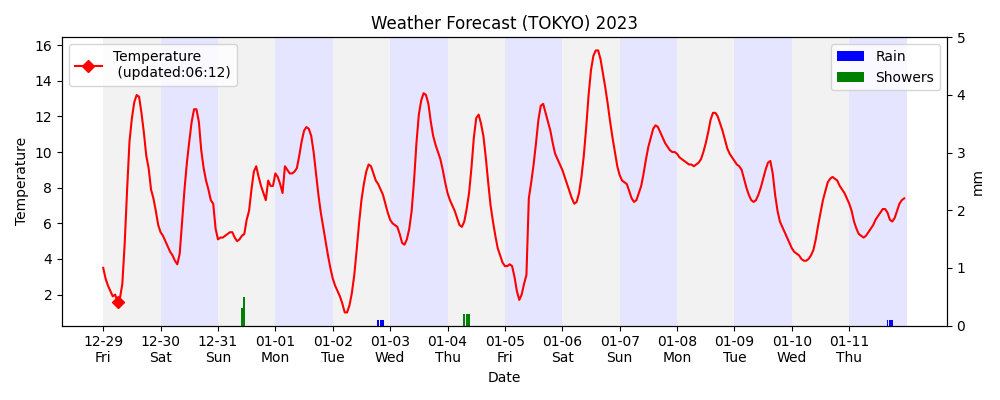 Weather Forecast (TOKYO) 2023
Temperature
(updated:06:12)
Rain
Showers
16
14
12
10
8
6
4
2
Temperature
5
4
3
2
1
0
mm
12-29 12-30 12-31 01-01 01-02 01-03 01-04 01-05 01-06 01-07 01-08 01-09 01-10 01-11
Fri Sat Sun Mon Tue Wed Thu Fri Sat Sun Mon Tue Wed Thu
Date